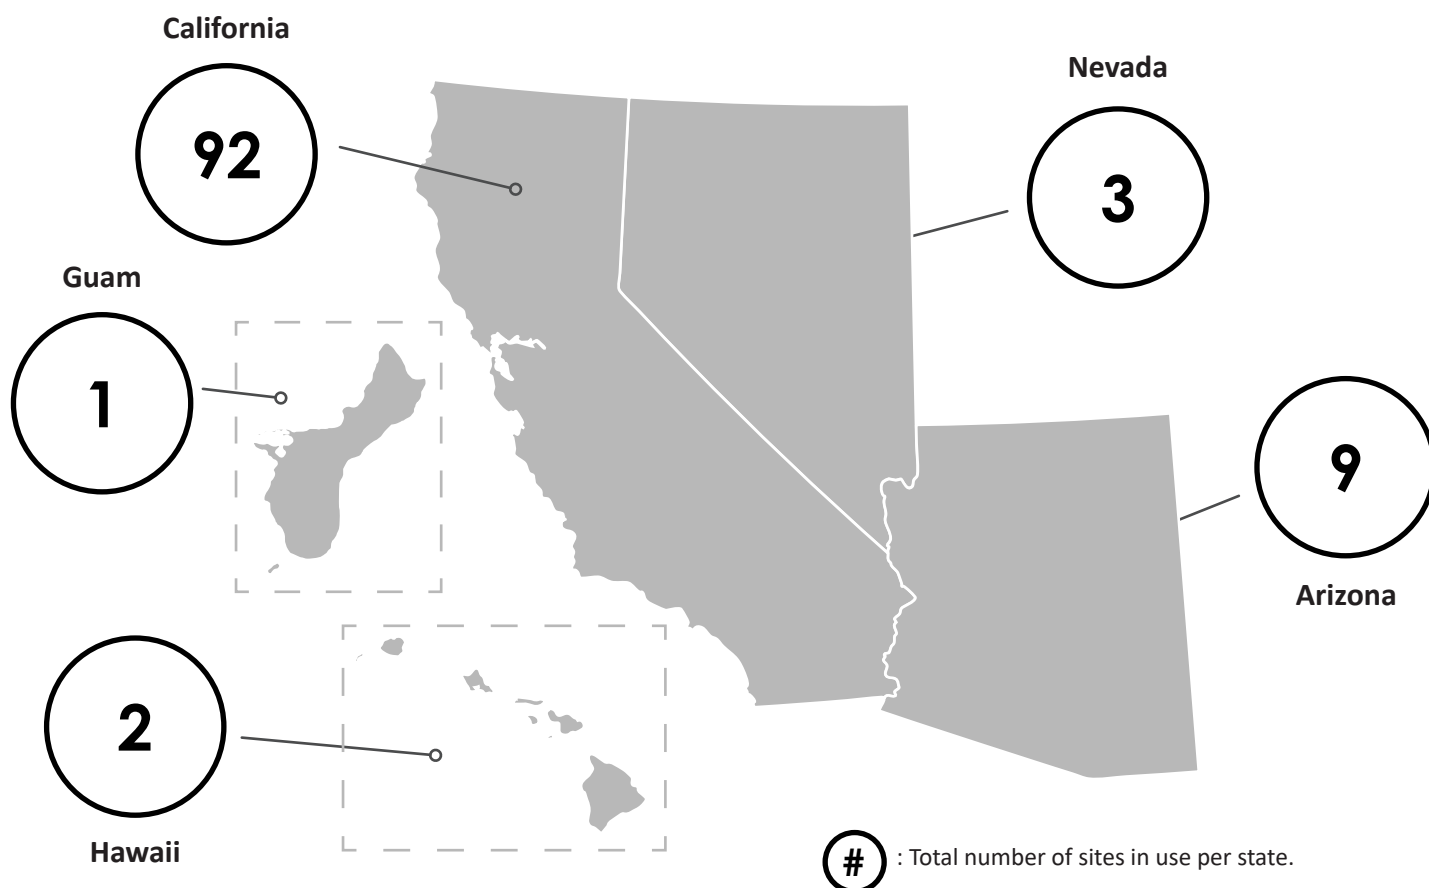 California
92
Nevada
3
Guam
1
9
Arizona
2
Hawaii
# : Total number of sites in use per state.